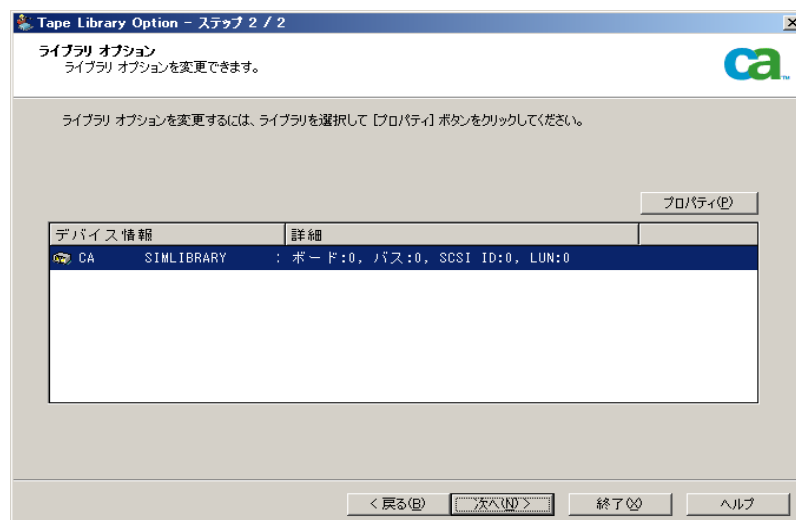 Tape Library Option - ステップ 2 / 2
ライブラリ オプション
ライブラリ オプションを変更できます。
ca
TM
ライブラリ オプションを変更するには、ライブラリを選択して [プロパティ] ボタンをクリックしてください。
プロパティ(P)
デバイス情報 詳細
CA SIMLIBRARY : ボード:0, バス:0, SCSI ID:0, LUN:0
< 戻る(B) 次へ(N) > 終了(X) ヘルプ